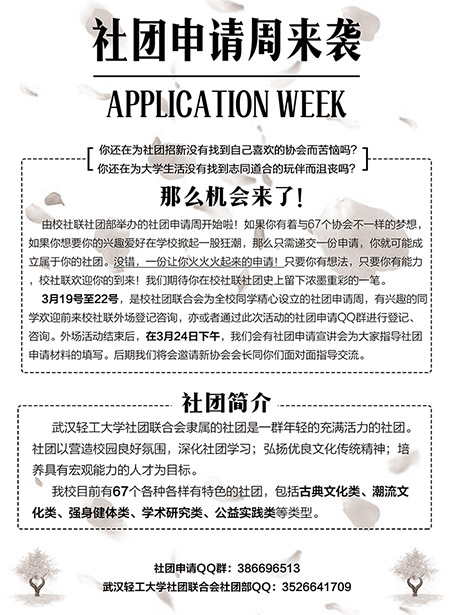 社团申请周来袭
APPLICATION WEEK
你还在为社团招新没有找到自己喜欢的协会而苦恼吗?
你还在为大学生活没有找到志同道合的玩伴而沮丧吗?
那么机会来了!
由校社联社团部举办的社团申请周开始啦! 如果你有着与67个协会不一样的梦想,
如果你想要你的兴趣爱好在学校掀起一股狂潮, 那么只需递交一份申请, 你就可能成
立属于你的社团。没错, 一份让你火火火起来的申请! 只要你有想法, 只要你有能力
, 校社联欢迎你的到来! 我们期待你在校社联社团史上留下浓墨重彩的一笔。
3月19号至22号, 是校社团联合会为全校同学精心设立的社团申请周, 有兴趣的同
学欢迎前来校社联外场登记咨询, 亦或者通过此次活动的社团申请QQ群进行登记、
咨询。外场活动结束后, 在3月24日下午, 我们会有社团申请宣讲会为大家指导社团
申请材料的填写。后期我们将会邀请新协会会长同你们面对面指导交流。
社团简介
武汉轻工大学社团联合会隶属的社团是一群年轻的充满活力的社团。
社团以营造校园良好氛围, 深化社团学习; 弘扬优良文化传统精神; 培
养具有宏观能力的人才为目标。
我校目前有67个各种各样有特色的社团, 包括古典文化类、潮流文
化类、强身健体类、学术研究类、公益实践类等类型。
社团申请QQ群: 386696513
武汉轻工大学社团联合会社团部QQ: 3526641709